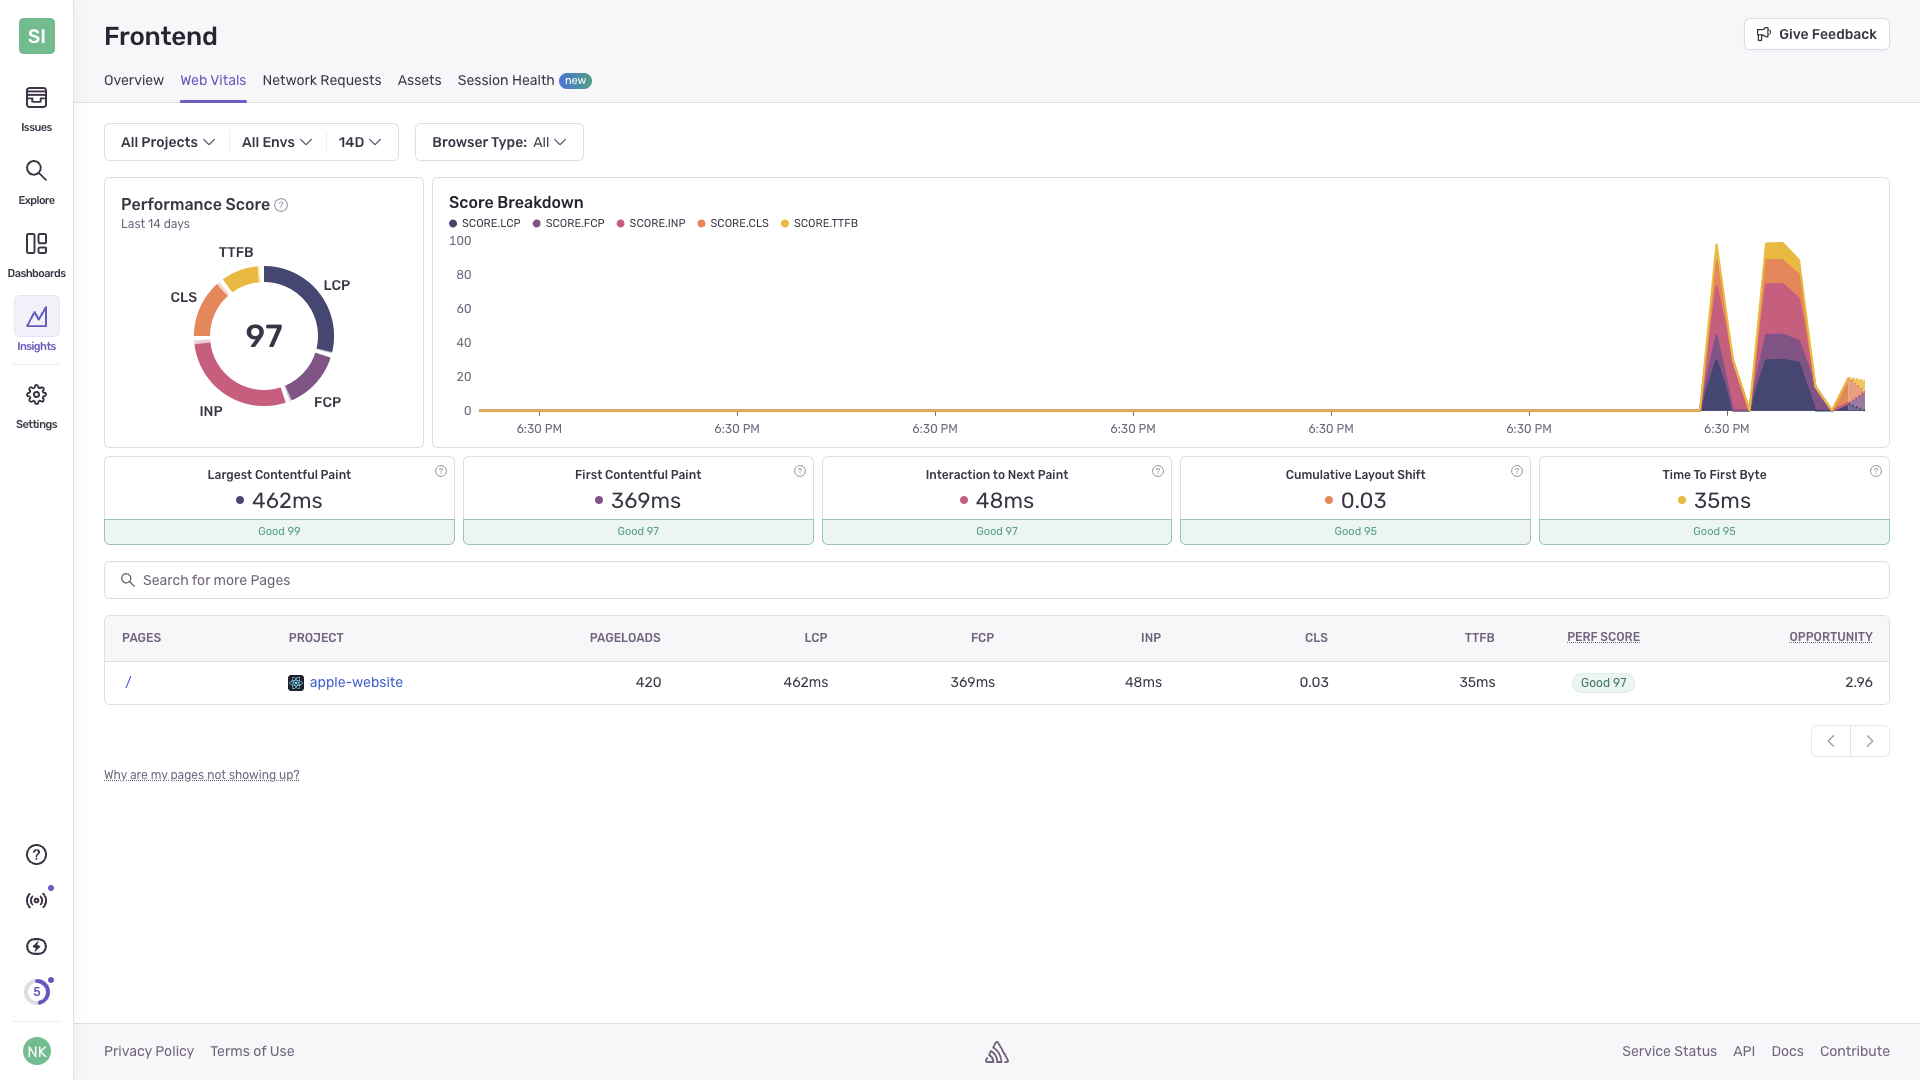 SI
Issues
Explore
Dashboards
Insights
Settings
5
NK
Frontend
Give Feedback
Overview Web Vitals Network Requests Assets Session Health new
All Projects All Envs 14D Browser Type: All
Performance Score ?
Last 14 days
TTFB
LCP
CLS
97
INP
FCP
Score Breakdown
SCORE.LCP SCORE.FCP SCORE.INP SCORE.CLS SCORE.TTFB
100
80
60
40
20
0
6:30 PM 6:30 PM 6:30 PM 6:30 PM 6:30 PM 6:30 PM 6:30 PM
Largest Contentful Paint ?
462ms
Good 99
First Contentful Paint ?
369ms
Good 97
Interaction to Next Paint ?
48ms
Good 97
Cumulative Layout Shift ?
0.03
Good 95
Time To First Byte ?
35ms
Good 95
Search for more Pages
PAGES PROJECT PAGELOADS LCP FCP INP CLS TTFB PERF SCORE OPPORTUNITY
/ apple-website 420 462ms 369ms 48ms 0.03 35ms Good 97 2.96
Why are my pages not showing up?
?
Privacy Policy Terms of Use Service Status API Docs Contribute